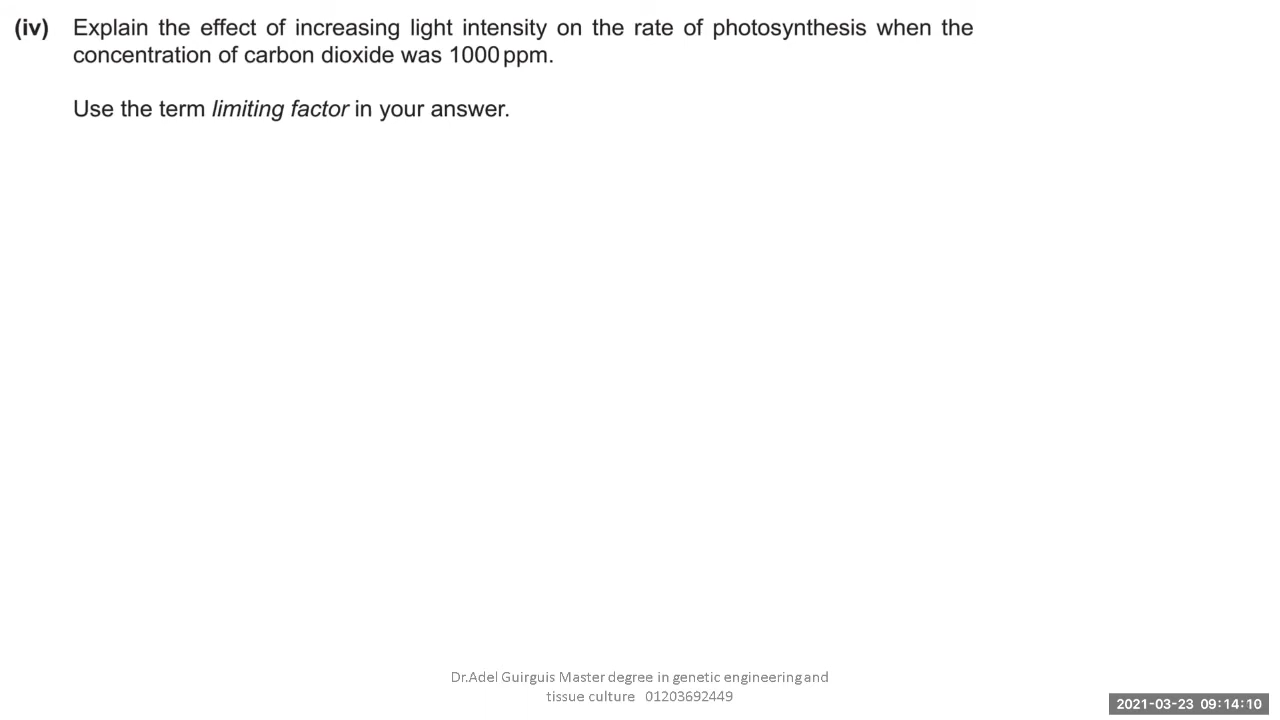 (iv) Explain the effect of increasing light intensity on the rate of photosynthesis when the
concentration of carbon dioxide was 1000 ppm.
Use the term limiting factor in your answer.
Dr.Adel Guirguis Master degree in genetic engineering and
tissue culture 01203692449
2021-03-23 09:14:10